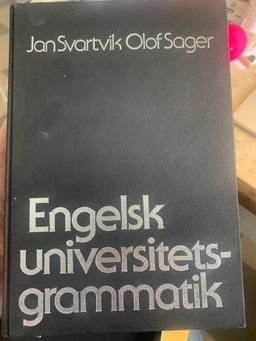 Jan Svartvik Olof Sager
Engelsk
universitets-
grammatik